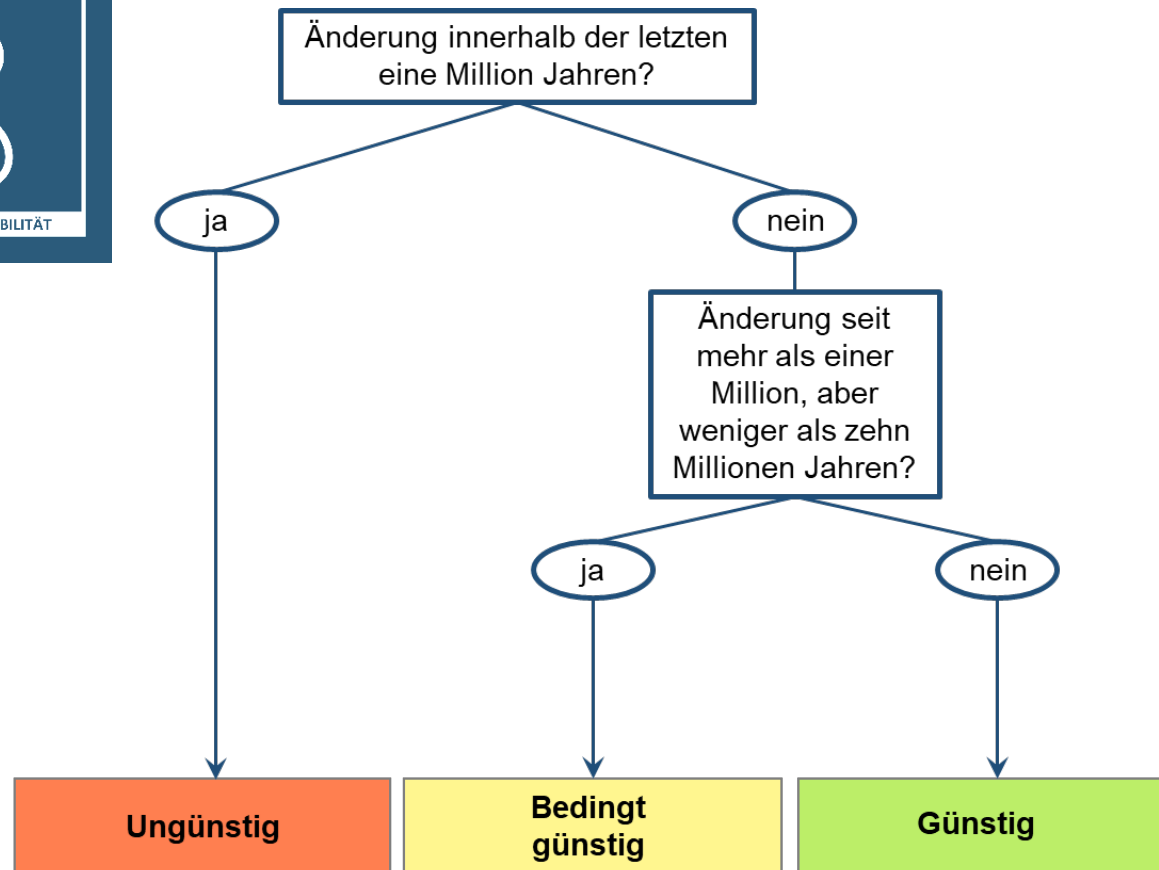 Änderung innerhalb der letzten
eine Million Jahren?
BILITÄT
ja
nein
Änderung seit
mehr als einer
Million, aber
weniger als zehn
Millionen Jahren?
ja
nein
Ungünstig
Bedingt
günstig
Günstig